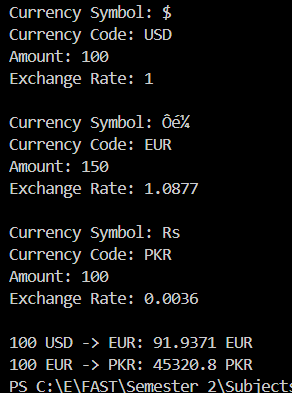 Currency Symbol: $
Currency Code: USD
Amount: 100
Exchange Rate: 1
Currency Symbol: Ôé¼
Currency Code: EUR
Amount: 150
Exchange Rate: 1.0877
Currency Symbol: Rs
Currency Code: PKR
Amount: 100
Exchange Rate: 0.0036
100 USD -> EUR: 91.9371 EUR
100 EUR -> PKR: 45320.8 PKR
PS C:\E\FAST\Semester 2\Subjects